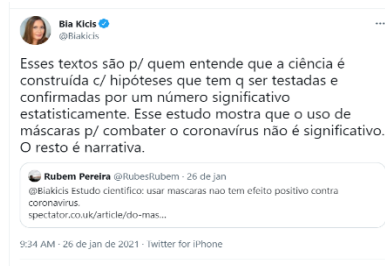 Bia Kicis
@Biakicis
Esses textos são p/ quem entende que a ciência é
construída c/ hipóteses que tem q ser testadas e
confirmadas por um número significativo
estatisticamente. Esse estudo mostra que o uso de
máscaras p/ combater o coronavírus não é significativo.
O resto é narrativa.
Rubem Pereira @RubesRubem · 26 de jan
@Biakicis Estudo cientifico: usar mascaras nao tem efeito positivo contra
coronavirus.
spectator.co.uk/article/do-mas...
9:34 AM · 26 de jan de 2021 · Twitter for iPhone